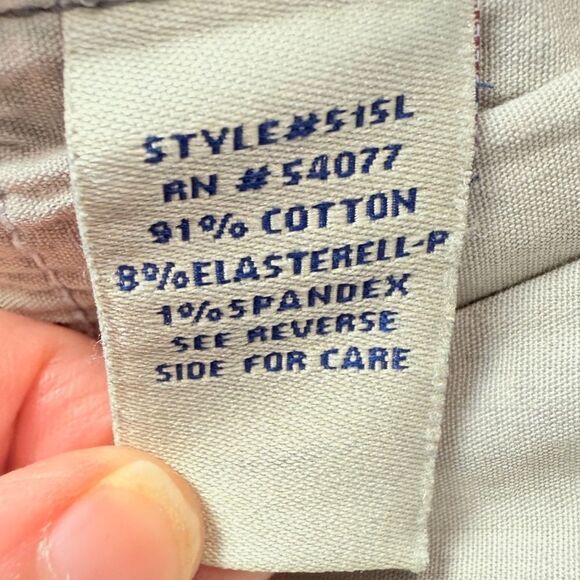 STYLE#515L
RN # 54077
91% COTTON
8%ELASTERELL-P
1%SPANDEX
SEE REVERSE
SIDE FOR CARE